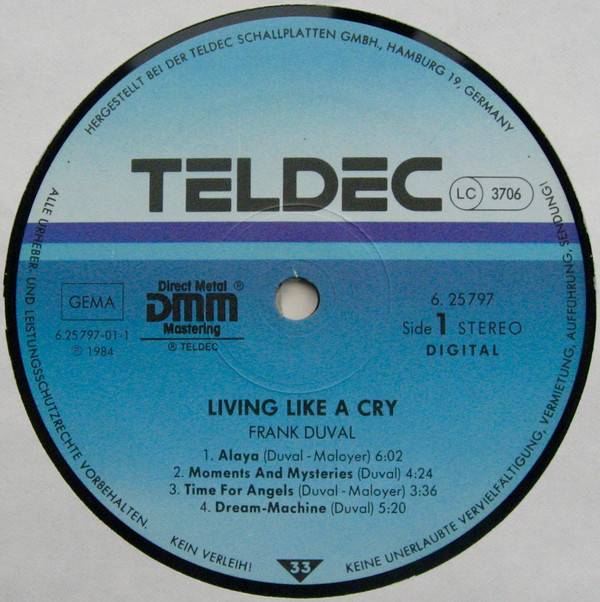 HERGESTELLT BEI DER TELDEC SCHALLPLATTEN GMBH., HAMBURG 19, GERMANY
TELDEC
LC 3706
GEMA
6.25797-01-1
℗ 1984
Direct Metal ®
DMM
Mastering
® TELDEC
6. 25797
Side 1 STEREO
DIGITAL
LIVING LIKE A CRY
FRANK DUVAL
1. Alaya (Duval - Maloyer) 6:02
2. Moments And Mysteries (Duval) 4:24
3. Time For Angels (Duval - Maloyer) 3:36
4. Dream-Machine (Duval) 5:20
33
ALLE URHEBER- UND LEISTUNGSSCHUTZRECHTE VORBEHALTEN. KEIN VERLEIH! KEINE UNERLAUBTE VERVIELFÄLTIGUNG, VERMIETUNG, AUFFÜHRUNG, SENDUNG!